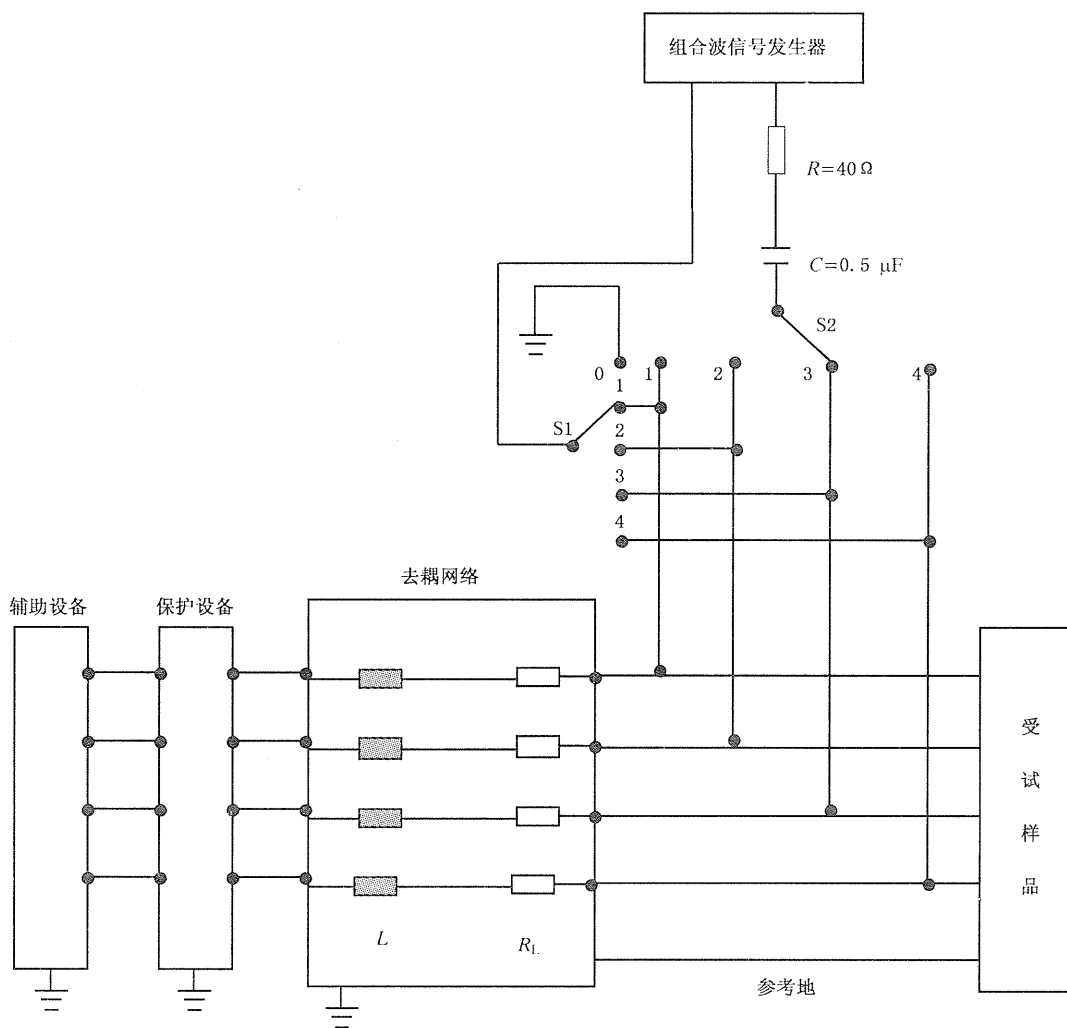 组合波信号发生器
R=40 Ω
C=0.5 μF
S2
0
1
2
3
4
1
S1
2
3
4
去耦网络
辅助设备
保护设备
受试样品
L
RL
参考地